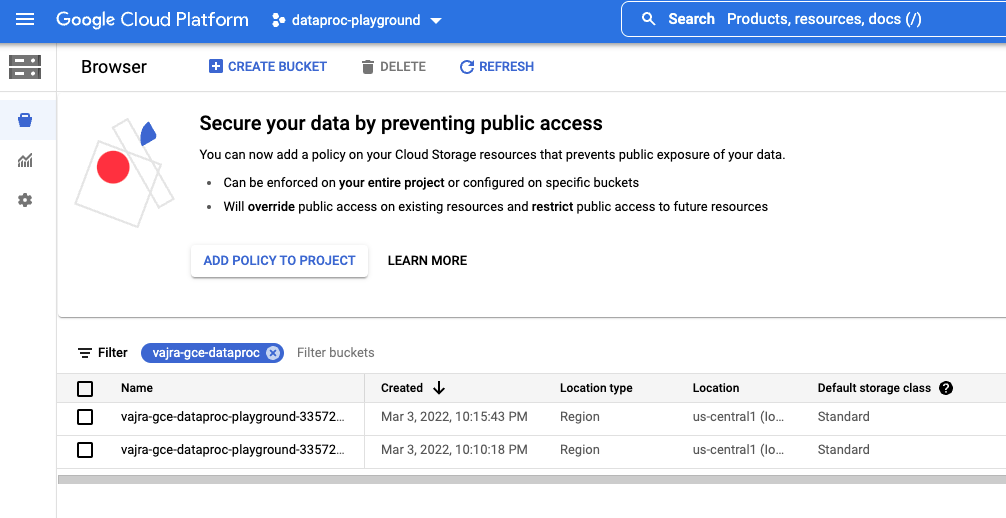 Google Cloud Platform dataproc-playground Search Products, resources, docs (/)
Browser CREATE BUCKET DELETE REFRESH
Secure your data by preventing public access
You can now add a policy on your Cloud Storage resources that prevents public exposure of your data.
• Can be enforced on your entire project or configured on specific buckets
• Will override public access on existing resources and restrict public access to future resources
ADD POLICY TO PROJECT LEARN MORE
Filter vajra-gce-dataproc Filter buckets
Name Created Location type Location Default storage class ?
vajra-gce-dataproc-playground-33572... Mar 3, 2022, 10:15:43 PM Region us-central1 (Io... Standard
vajra-gce-dataproc-playground-33572... Mar 3, 2022, 10:10:18 PM Region us-central1 (Io... Standard